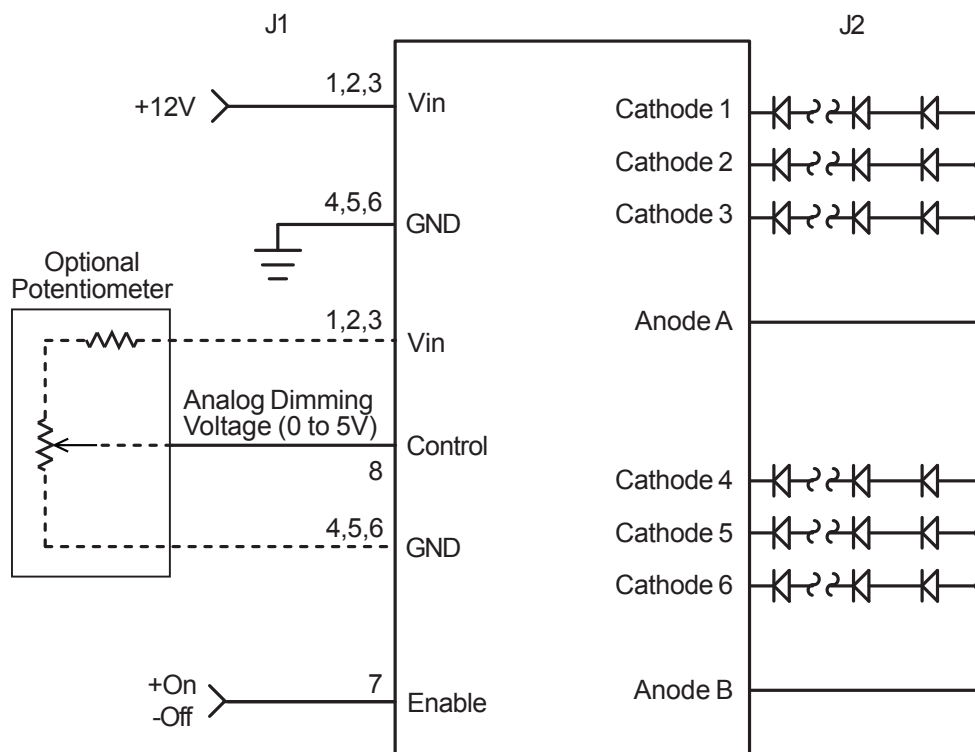 J1
J2
1,2,3
+12V
Vin
4,5,6
GND
Optional
Potentiometer
1,2,3
Vin
Analog Dimming
Voltage (0 to 5V)
Control
8
4,5,6
GND
+On
-Off
7
Enable
Cathode 1
Cathode 2
Cathode 3
Anode A
Cathode 4
Cathode 5
Cathode 6
Anode B